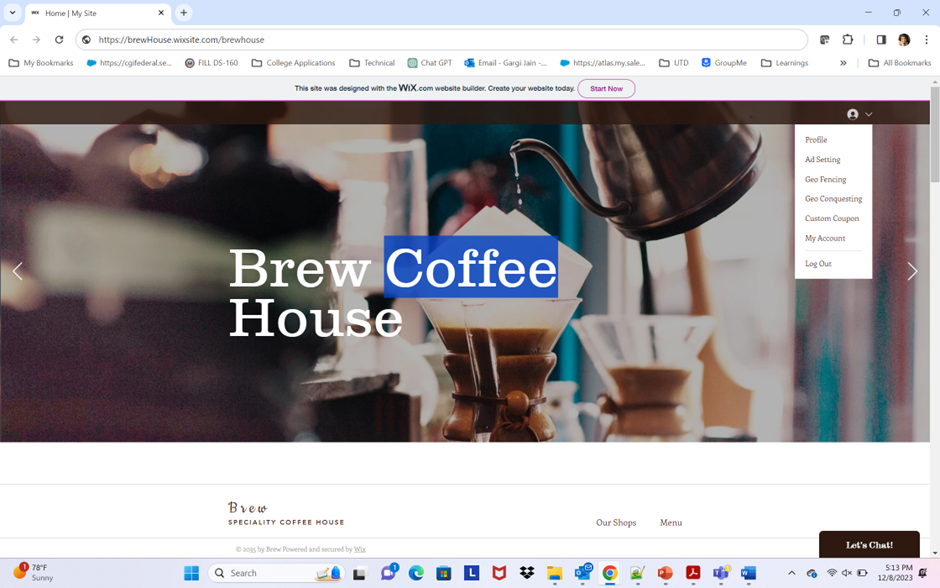 Home | My Site
https://brewHouse.wixsite.com/brewhouse
My Bookmarks
https://cgifederal.se...
FILL DS-160
College Applications
Technical
Chat GPT
Email - Gargi Jain -...
https://atlas.my.sale...
UTD
GroupMe
Learnings
»
All Bookmarks
This site was designed with the WiX.com website builder. Create your website today.
Start Now
Profile
Ad Setting
Geo Fencing
Geo Conquesting
Custom Coupon
My Account
Log Out
Brew Coffee
House
Brew
SPECIALITY COFFEE HOUSE
Our Shops
Menu
© 2035 by Brew Powered and secured by Wix
Let's Chat!
78°F
Sunny
Search
5:13 PM
12/8/2023